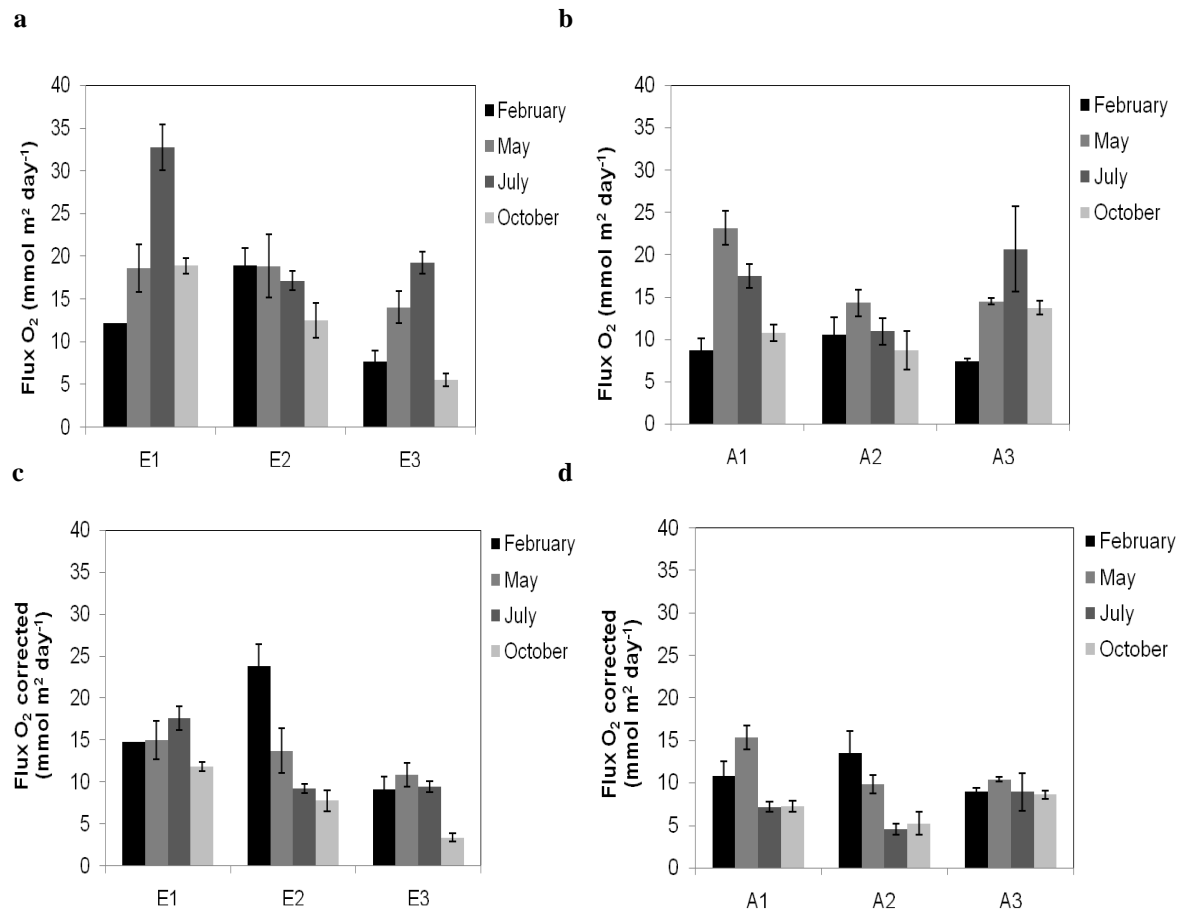 a
Flux O₂ (mmol m² day⁻¹)
40
35
30
25
20
15
10
5
0
E1 E2 E3
February
May
July
October
b
Flux O₂ (mmol m² day⁻¹)
40
35
30
25
20
15
10
5
0
A1 A2 A3
February
May
July
October
c
Flux O₂ corrected
(mmol m² day⁻¹)
40
35
30
25
20
15
10
5
0
E1 E2 E3
February
May
July
October
d
Flux O₂ corrected
(mmol m² day⁻¹)
40
35
30
25
20
15
10
5
0
A1 A2 A3
February
May
July
October